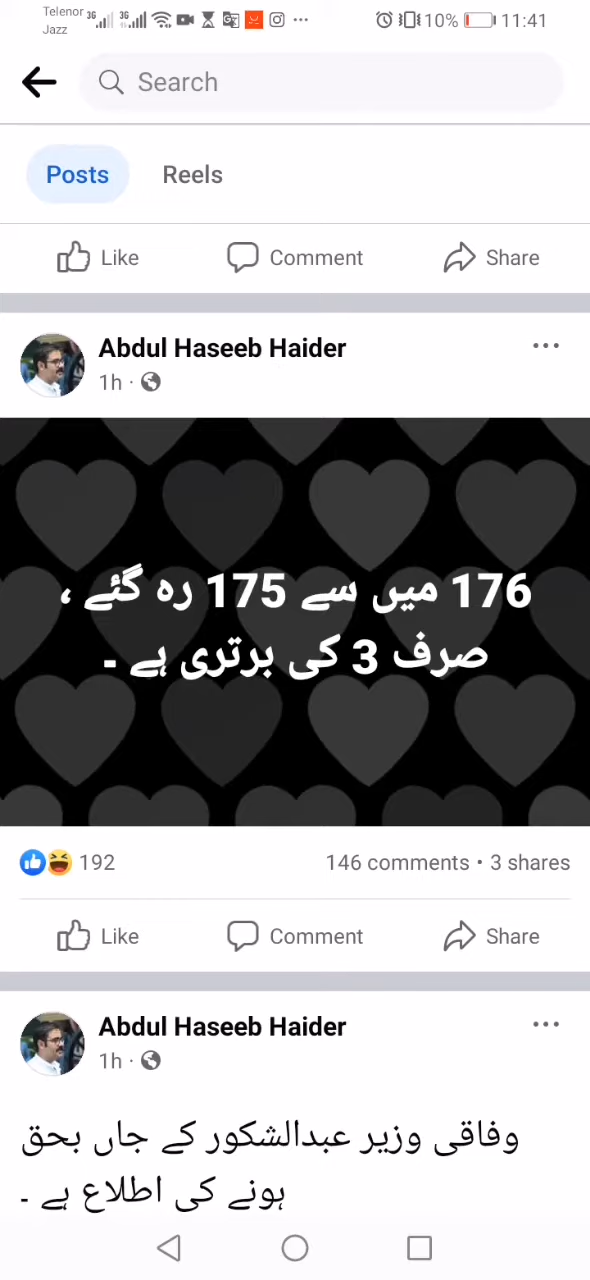 Telenor 3G 3G 10% 11:41
Jazz
Search
Posts Reels
Like Comment Share
Abdul Haseeb Haider
1h ·
176 میں سے 175 رہ گئے ،
صرف 3 کی برتری ہے ۔
192 146 comments • 3 shares
Like Comment Share
Abdul Haseeb Haider
1h ·
وفاقی وزیر عبدالشکور کے جاں بحق
ہونے کی اطلاع ہے ۔